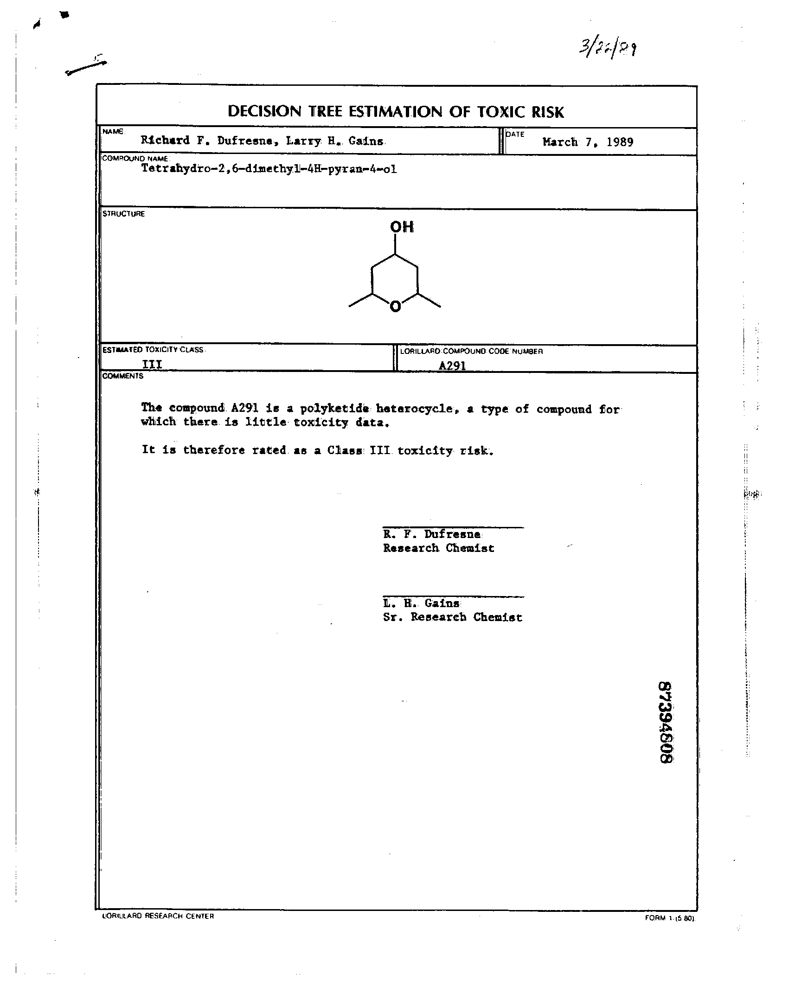 3/22/89
DECISION TREE ESTIMATION OF TOXIC RISK
NAME
Richard F. Dufresne, Larry H. Gains
DATE
March 7, 1989
COMPOUND NAME
Tetrahydro-2,6-dimethyl-4H-pyran-4-ol
STRUCTURE
OH
O
ESTIMATED TOXICITY CLASS
III
LORILLARD COMPOUND CODE NUMBER
A291
COMMENTS
The compound A291 is a polyketide heterocycle, a type of compound for
which there is little toxicity data.
It is therefore rated as a Class III toxicity risk.
R. F. Dufresne
Research Chemist
L. H. Gains
Sr. Research Chemist
87394808
LORILLARD RESEARCH CENTER
FORM 1 (5 80)